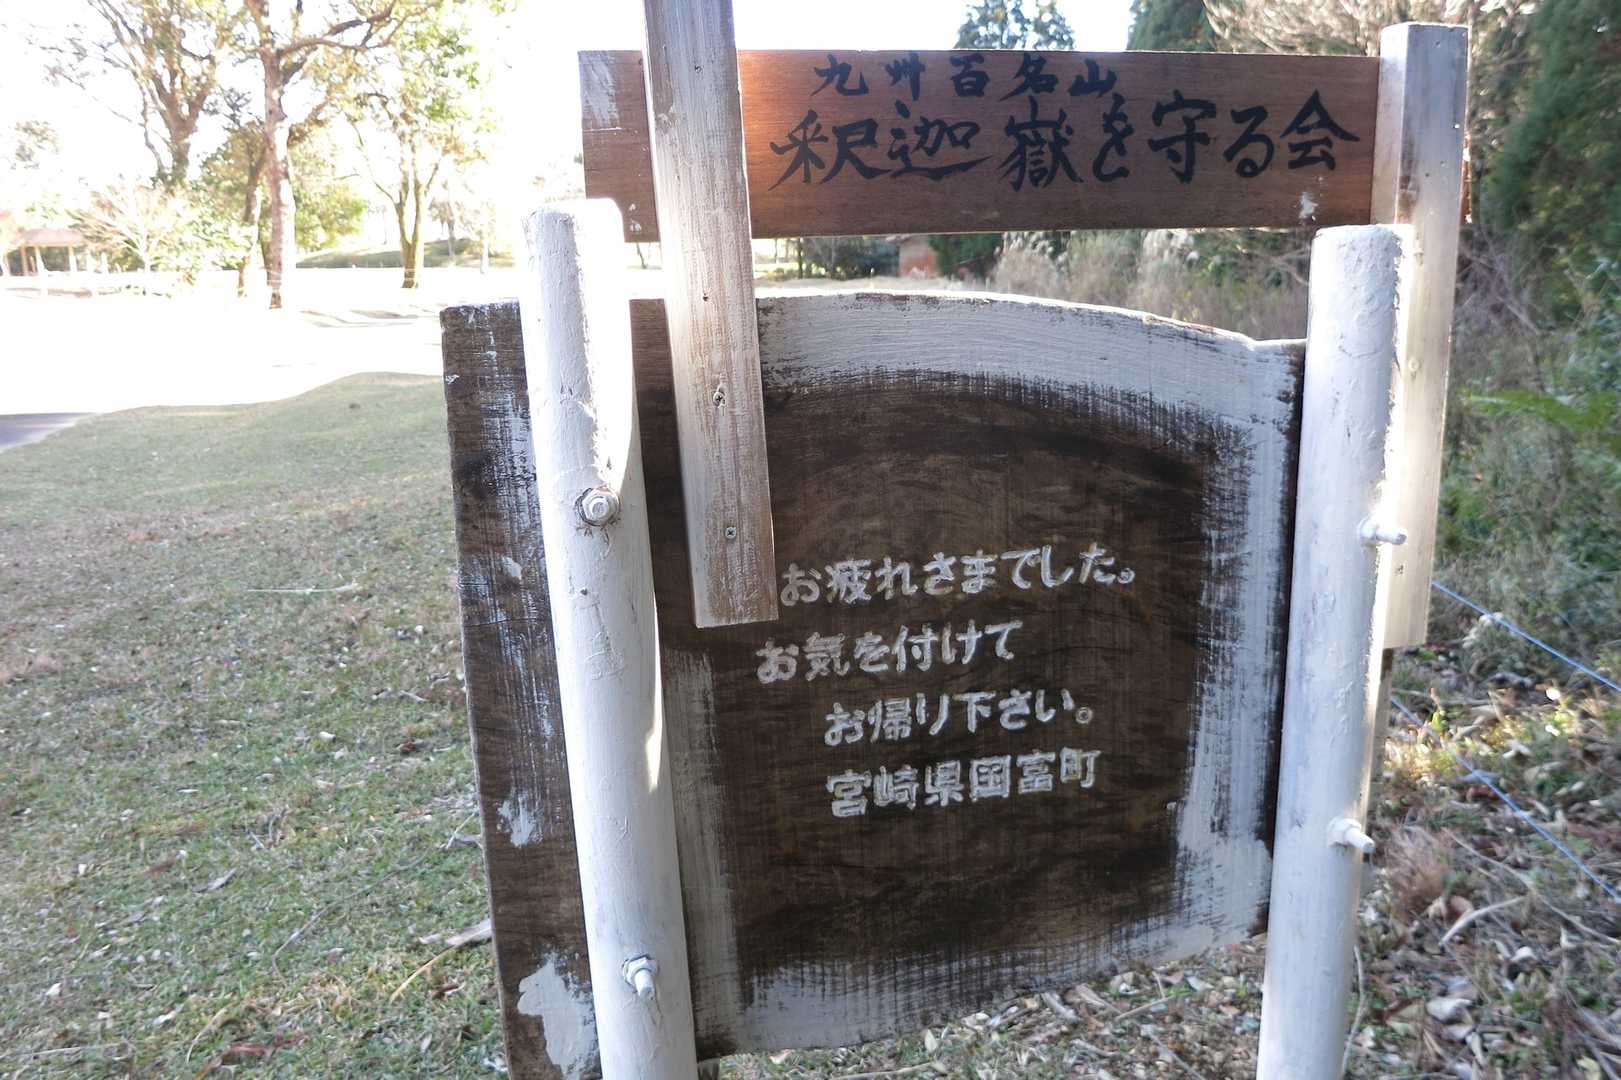 九卅百名山
釈迦嶽を守る会
お疲れさまでした。
お気を付けて
お帰り下さい。
宮崎県国富町